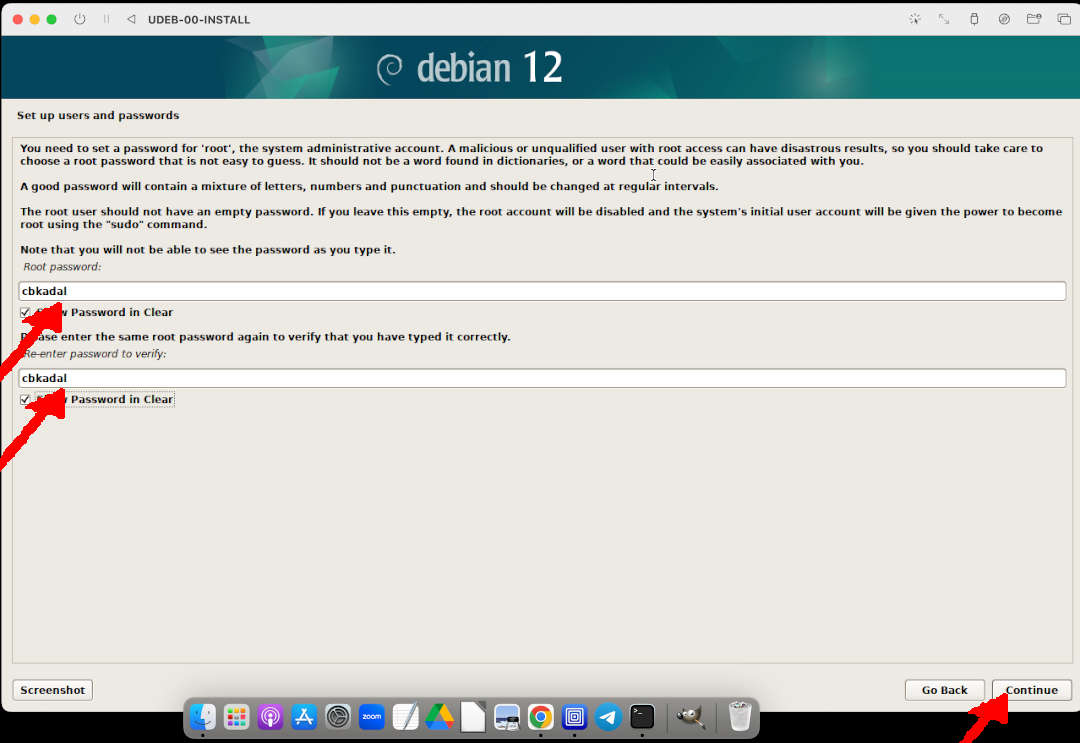 UDEB-00-INSTALL
debian 12
Set up users and passwords
You need to set a password for 'root', the system administrative account. A malicious or unqualified user with root access can have disastrous results, so you should take care to
choose a root password that is not easy to guess. It should not be a word found in dictionaries, or a word that could be easily associated with you.
A good password will contain a mixture of letters, numbers and punctuation and should be changed at regular intervals.
The root user should not have an empty password. If you leave this empty, the root account will be disabled and the system's initial user account will be given the power to become
root using the "sudo" command.
Note that you will not be able to see the password as you type it.
Root password:
cbkadal
Password in Clear
enter the same root password again to verify that you have typed it correctly.
Re-enter password to verify:
cbkadal
Password in Clear
Screenshot
Go Back
Continue
zoom